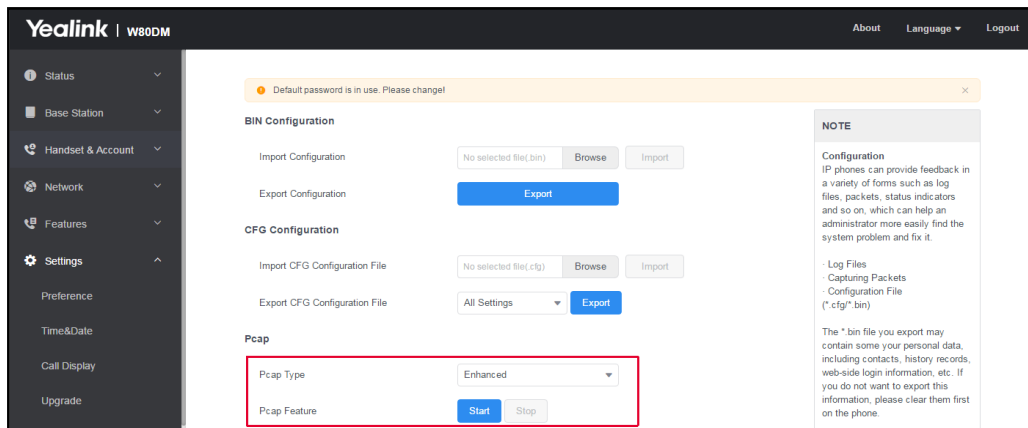 Yealink | W80DM
About Language Logout
Status
Base Station
Handset & Account
Network
Features
Settings
Preference
Time&Date
Call Display
Upgrade
Default password is in use. Please change!
BIN Configuration
Import Configuration No selected file(.bin) Browse Import
Export Configuration Export
CFG Configuration
Import CFG Configuration File No selected file(.cfg) Browse Import
Export CFG Configuration File All Settings Export
Pcap
Pcap Type Enhanced
Pcap Feature Start Stop
NOTE
Configuration
IP phones can provide feedback in
a variety of forms such as log
files, packets, status indicators
and so on, which can help an
administrator more easily find the
system problem and fix it.
· Log Files
· Capturing Packets
· Configuration File
(*.cfg/*.bin)
The *.bin file you export may
contain some your personal data,
including contacts, history records,
web-side login information, etc. If
you do not want to export this
information, please clear them first
on the phone.